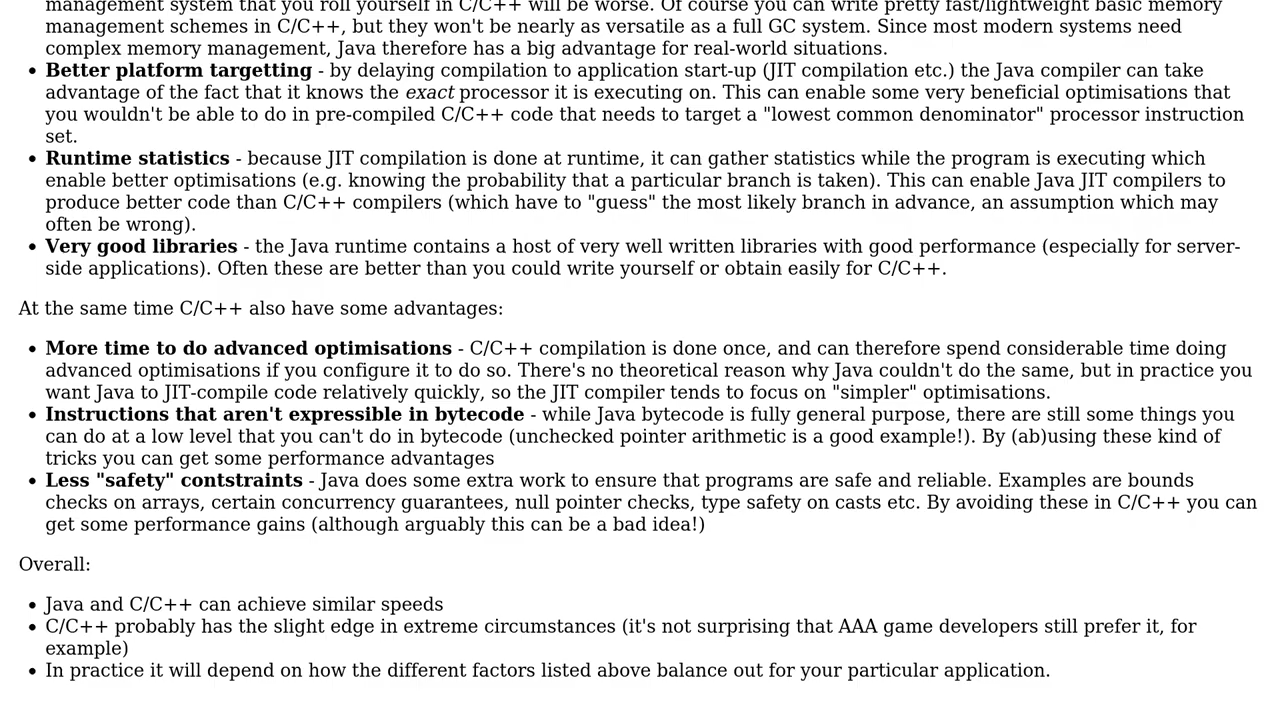 management system that you roll yourself in C/C++ will be worse. Of course you can write pretty fast/lightweight basic memory
management schemes in C/C++, but they won't be nearly as versatile as a full GC system. Since most modern systems need
complex memory management, Java therefore has a big advantage for real-world situations.
• Better platform targetting - by delaying compilation to application start-up (JIT compilation etc.) the Java compiler can take
advantage of the fact that it knows the exact processor it is executing on. This can enable some very beneficial optimisations that
you wouldn't be able to do in pre-compiled C/C++ code that needs to target a "lowest common denominator" processor instruction
set.
• Runtime statistics - because JIT compilation is done at runtime, it can gather statistics while the program is executing which
enable better optimisations (e.g. knowing the probability that a particular branch is taken). This can enable Java JIT compilers to
produce better code than C/C++ compilers (which have to "guess" the most likely branch in advance, an assumption which may
often be wrong).
• Very good libraries - the Java runtime contains a host of very well written libraries with good performance (especially for server-
side applications). Often these are better than you could write yourself or obtain easily for C/C++.
At the same time C/C++ also have some advantages:
• More time to do advanced optimisations - C/C++ compilation is done once, and can therefore spend considerable time doing
advanced optimisations if you configure it to do so. There's no theoretical reason why Java couldn't do the same, but in practice you
want Java to JIT-compile code relatively quickly, so the JIT compiler tends to focus on "simpler" optimisations.
• Instructions that aren't expressible in bytecode - while Java bytecode is fully general purpose, there are still some things you
can do at a low level that you can't do in bytecode (unchecked pointer arithmetic is a good example!). By (ab)using these kind of
tricks you can get some performance advantages
• Less "safety" contstraints - Java does some extra work to ensure that programs are safe and reliable. Examples are bounds
checks on arrays, certain concurrency guarantees, null pointer checks, type safety on casts etc. By avoiding these in C/C++ you can
get some performance gains (although arguably this can be a bad idea!)
Overall:
• Java and C/C++ can achieve similar speeds
• C/C++ probably has the slight edge in extreme circumstances (it's not surprising that AAA game developers still prefer it, for
example)
• In practice it will depend on how the different factors listed above balance out for your particular application.